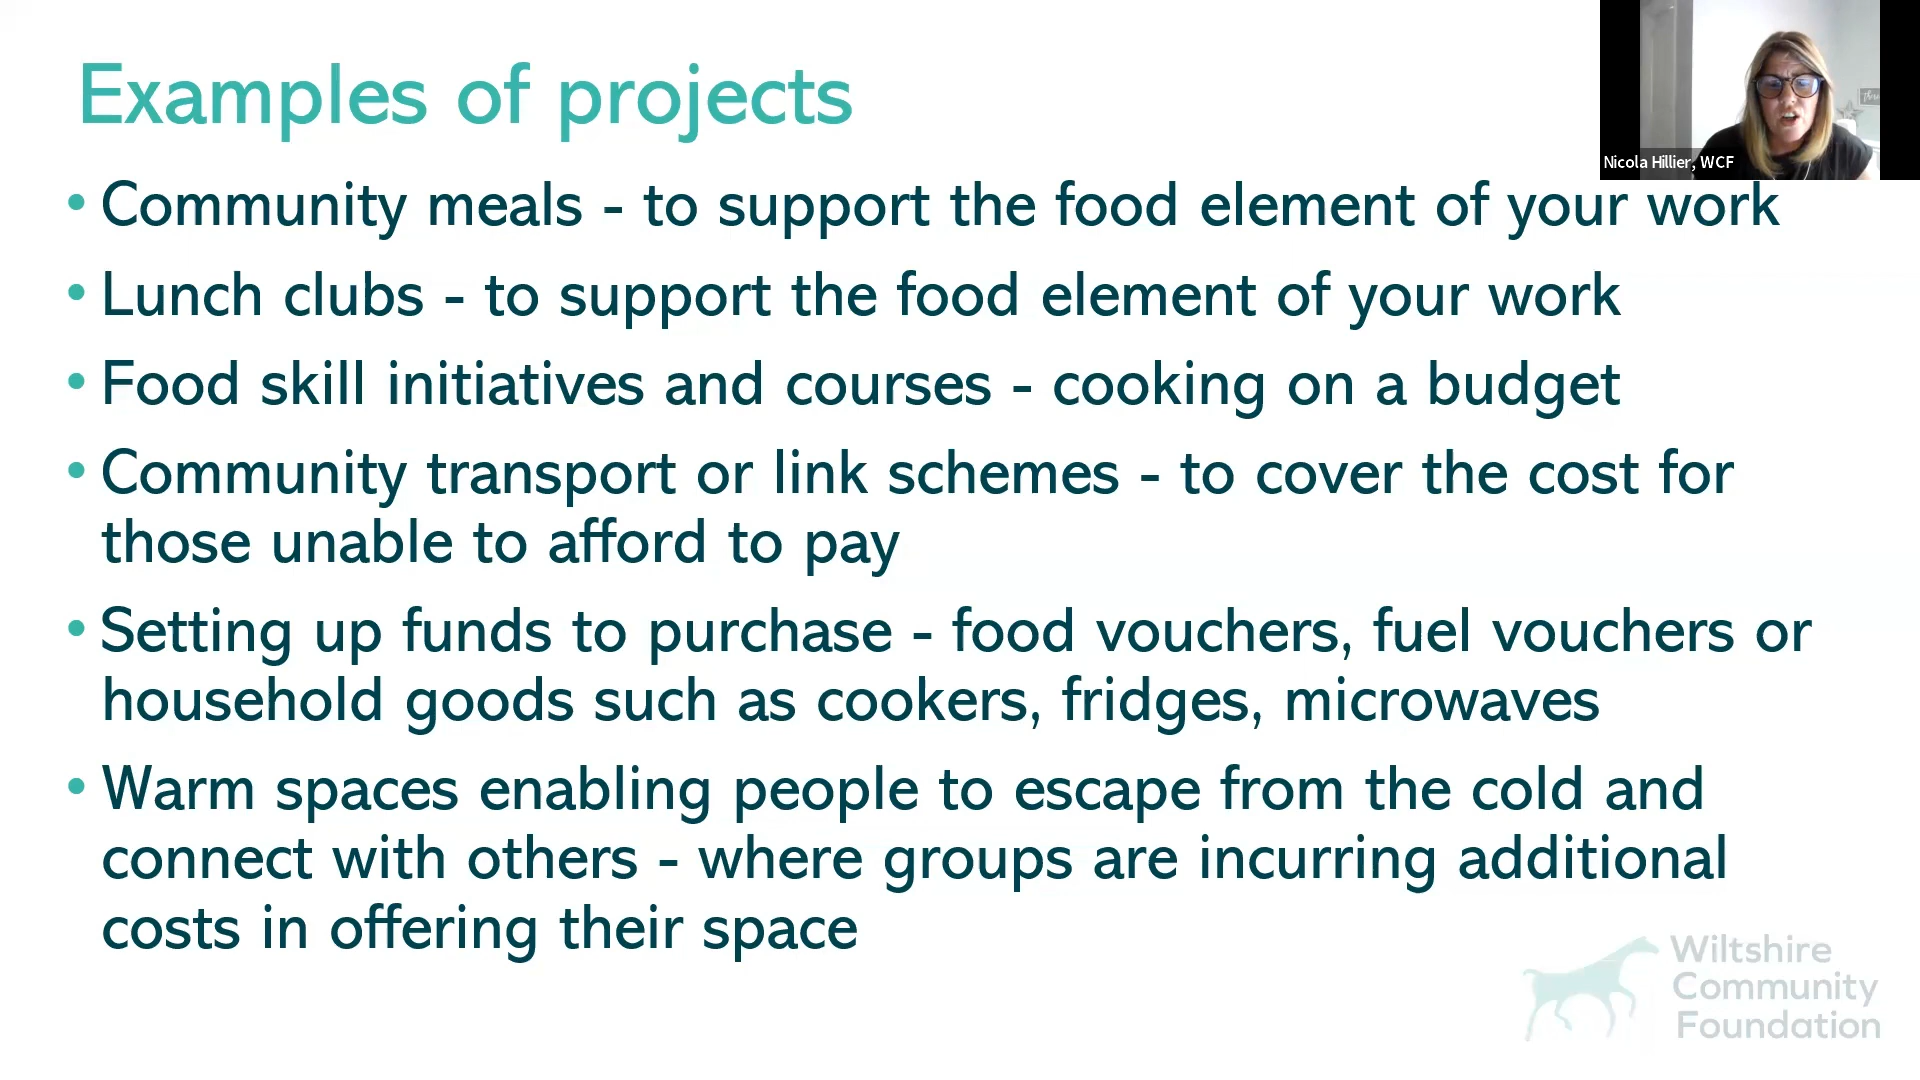 Examples of projects
Nicola Hillier, WCF
• Community meals - to support the food element of your work
• Lunch clubs - to support the food element of your work
• Food skill initiatives and courses - cooking on a budget
• Community transport or link schemes - to cover the cost for
those unable to afford to pay
• Setting up funds to purchase - food vouchers, fuel vouchers or
household goods such as cookers, fridges, microwaves
• Warm spaces enabling people to escape from the cold and
connect with others - where groups are incurring additional
costs in offering their space
Wiltshire
Community
Foundation